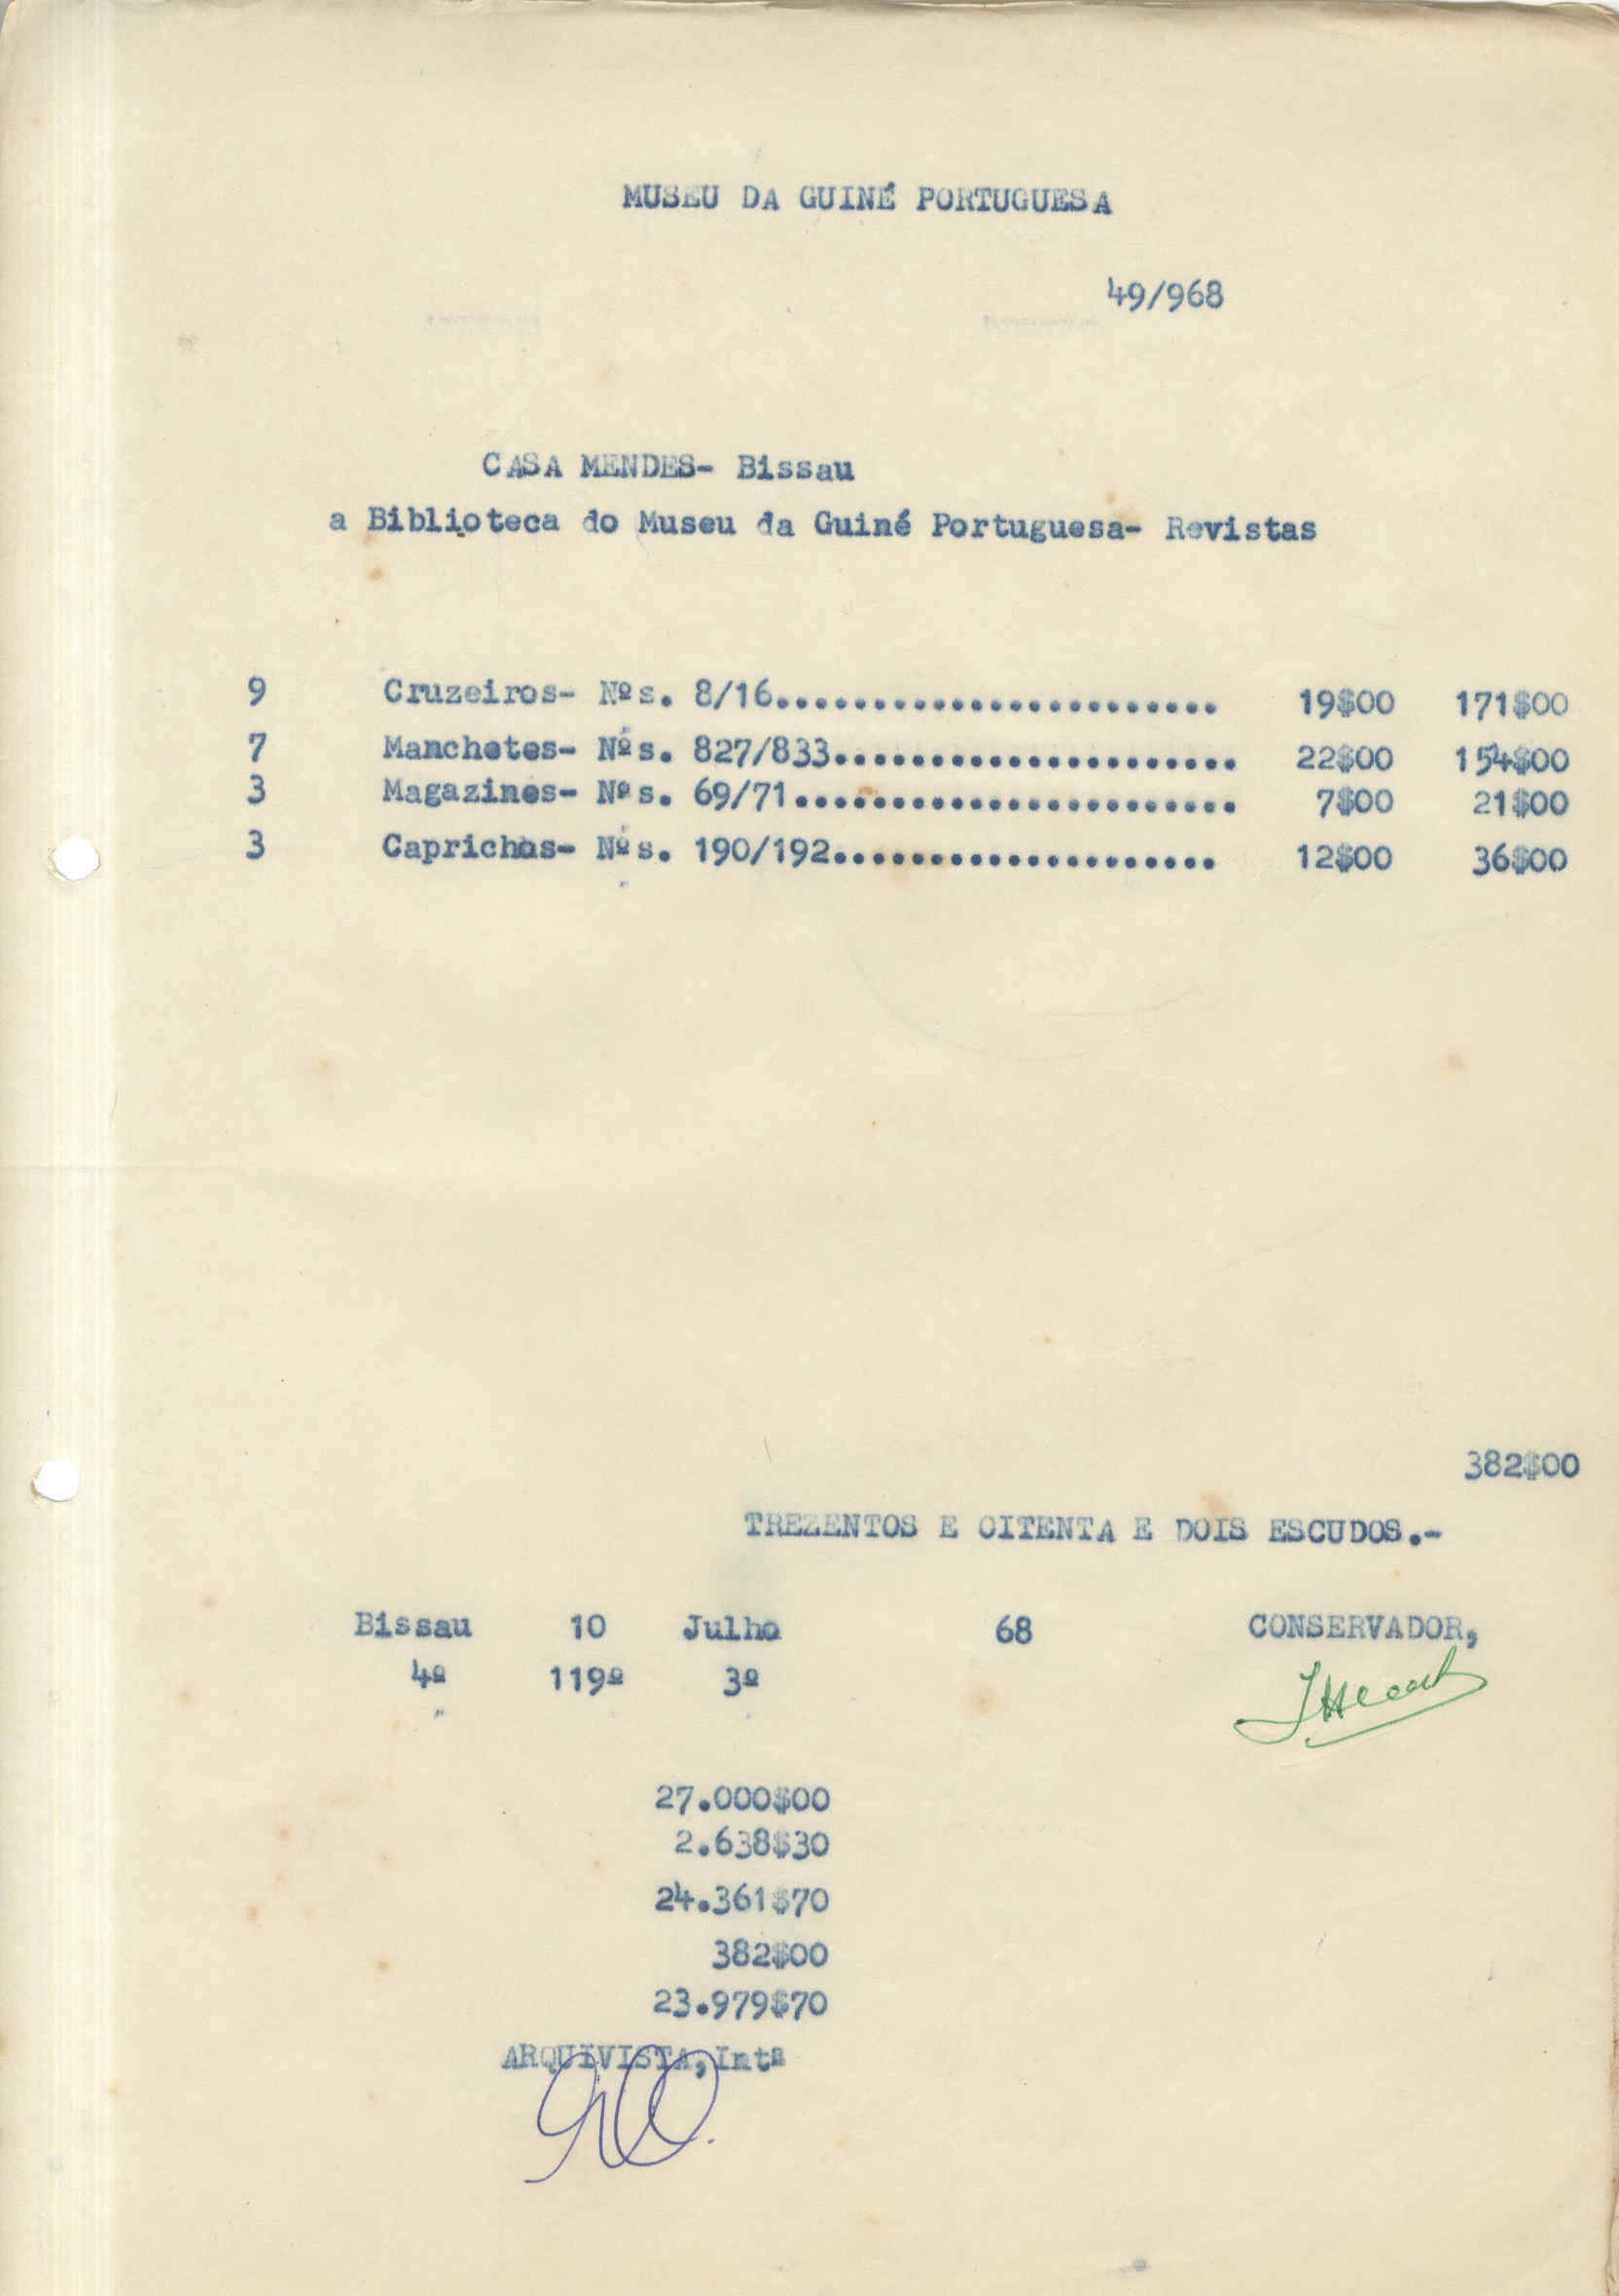 MUSEU DA GUINÉ PORTUGUESA
49/968
CASA MENDES- Bissau
a Biblioteca do Museu da Guiné Portuguesa- Revistas
9 Cruzeiros- Nºs. 8/16....................... 19$00 171$00
7 Manchetes- Nºs. 827/833..................... 22$00 154$00
3 Magazines- Nºs. 69/71....................... 7$00 21$00
3 Caprichos- Nºs. 190/192.................... 12$00 36$00
382$00
TREZENTOS E OITENTA E DOIS ESCUDOS.-
Bissau 10 Julho 68 CONSERVADOR,
4º 119º 3º
27.000$00
2.638$30
24.361$70
382$00
23.979$70
ARQUIVISTA,Intª